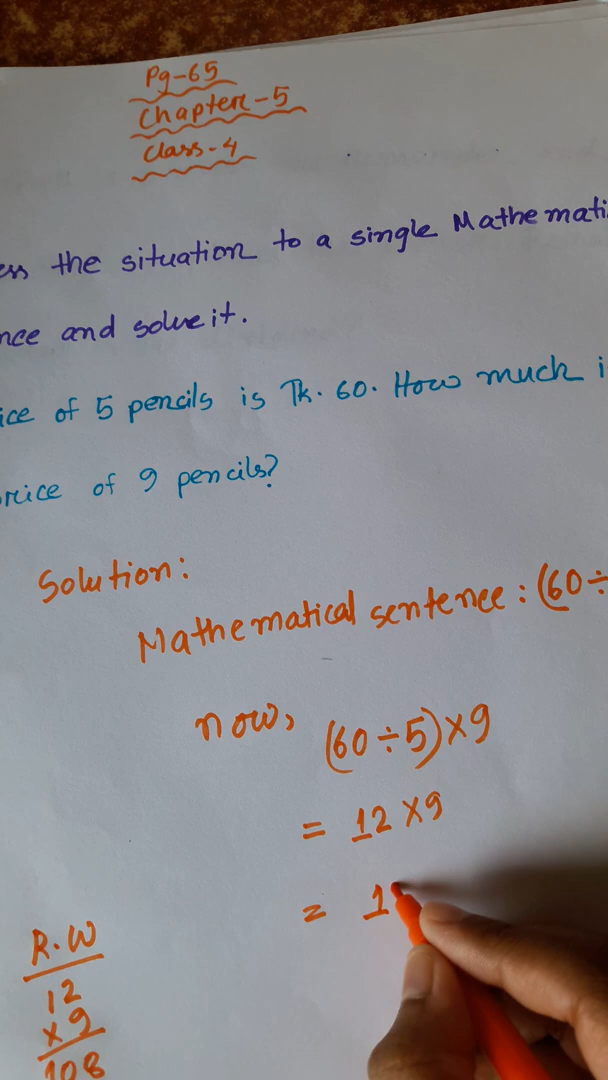 Pg-65
Chapter-5
Class-4
ess the situation to a single Mathemati
nce and solve it.
ice of 5 pencils is Tk. 60. How much i
price of 9 pencils?
Solution:
Mathematical sentence : (60÷
now, (60÷5)×9
= 12×9
= 1
R.W
12
×9
108